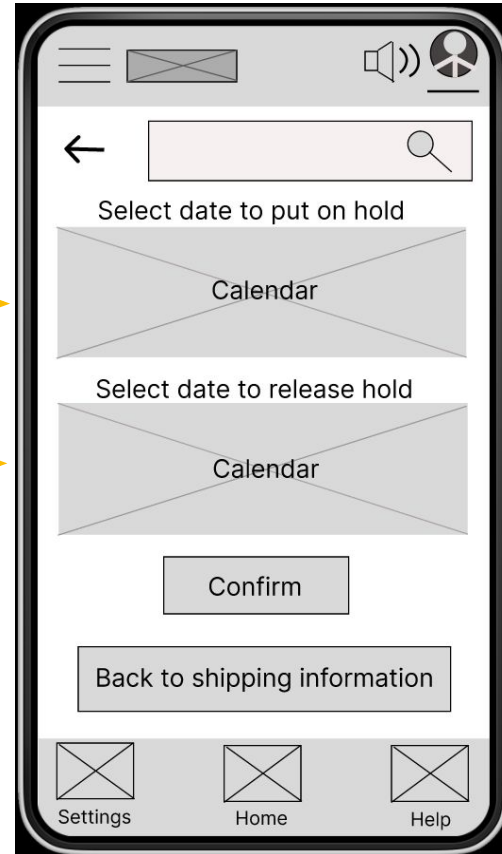 Select date to put on hold
Calendar
Select date to release hold
Calendar
Confirm
Back to shipping information
Settings Home Help